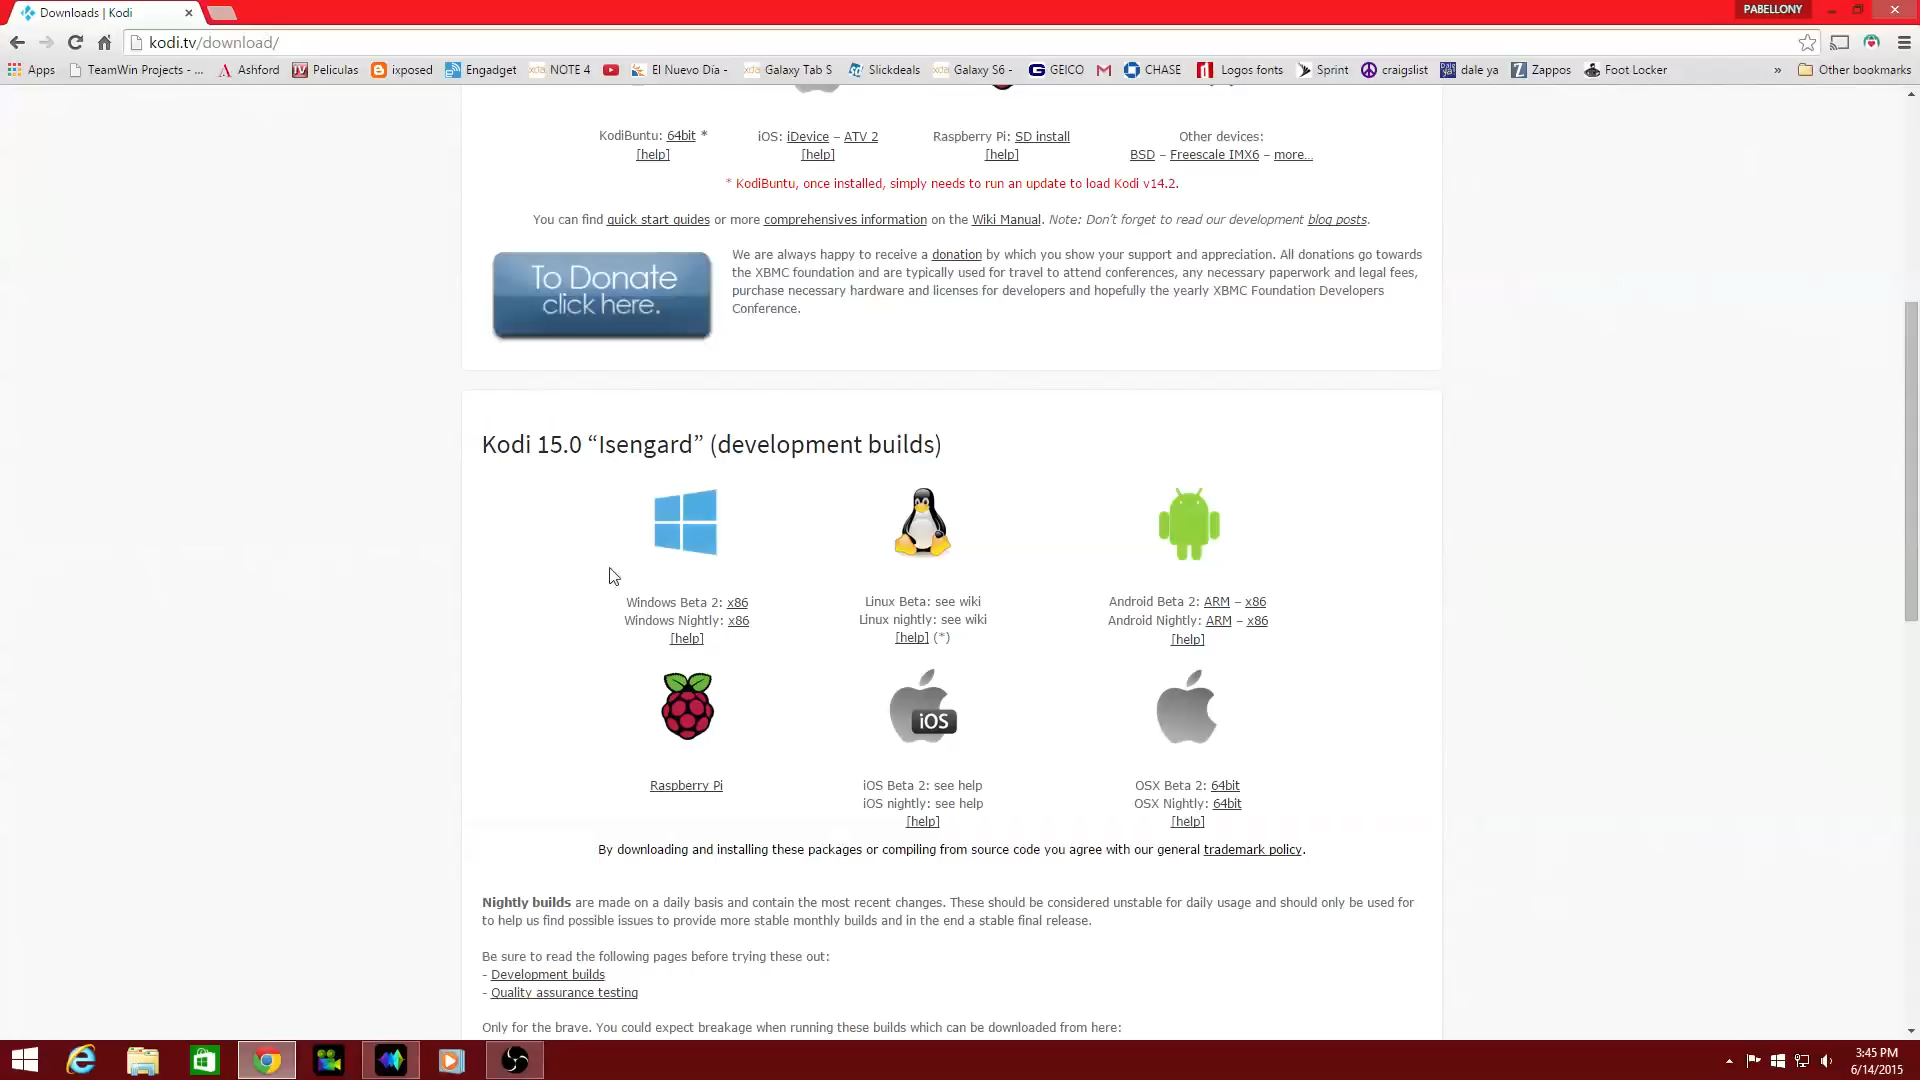 Downloads | Kodi
PABELLONY
kodi.tv/download/
Apps TeamWin Projects - ... Ashford Peliculas ixposed Engadget NOTE 4 El Nuevo Día - Galaxy Tab S Slickdeals Galaxy S6 - GEICO CHASE Logos fonts Sprint craigslist dale ya Zappos Foot Locker » Other bookmarks
KodiBuntu: 64bit * iOS: iDevice – ATV 2 Raspberry Pi: SD install Other devices:
[help] [help] [help] BSD – Freescale IMX6 – more...
* KodiBuntu, once installed, simply needs to run an update to load Kodi v14.2.
You can find quick start guides or more comprehensives information on the Wiki Manual. Note: Don't forget to read our development blog posts.
To Donate
click here.
We are always happy to receive a donation by which you show your support and appreciation. All donations go towards
the XBMC foundation and are typically used for travel to attend conferences, any necessary paperwork and legal fees,
purchase necessary hardware and licenses for developers and hopefully the yearly XBMC Foundation Developers
Conference.
Kodi 15.0 “Isengard” (development builds)
Windows Beta 2: x86 Linux Beta: see wiki Android Beta 2: ARM – x86
Windows Nightly: x86 Linux nightly: see wiki Android Nightly: ARM – x86
[help] [help] (*) [help]
iOS
Raspberry Pi iOS Beta 2: see help OSX Beta 2: 64bit
iOS nightly: see help OSX Nightly: 64bit
[help] [help]
By downloading and installing these packages or compiling from source code you agree with our general trademark policy.
Nightly builds are made on a daily basis and contain the most recent changes. These should be considered unstable for daily usage and should only be used for
to help us find possible issues to provide more stable monthly builds and in the end a stable final release.
Be sure to read the following pages before trying these out:
- Development builds
- Quality assurance testing
Only for the brave. You could expect breakage when running these builds which can be downloaded from here:
3:45 PM
6/14/2015